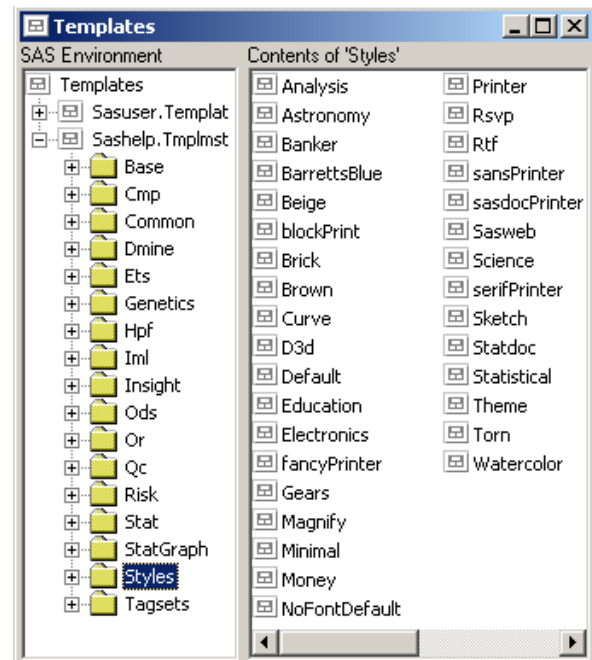 Templates
SAS Environment
Contents of 'Styles'
Templates
Sasuser.Templat
Sashelp.Tmplmst
Base
Cmp
Common
Dmine
Ets
Genetics
Hpf
Iml
Insight
Ods
Or
Qc
Risk
Stat
StatGraph
Styles
Tagsets
Analysis
Astronomy
Banker
BarrettsBlue
Beige
blockPrint
Brick
Brown
Curve
D3d
Default
Education
Electronics
fancyPrinter
Gears
Magnify
Minimal
Money
NoFontDefault
Printer
Rsvp
Rtf
sansPrinter
sasdocPrinter
Sasweb
Science
serifPrinter
Sketch
Statdoc
Statistical
Theme
Torn
Watercolor